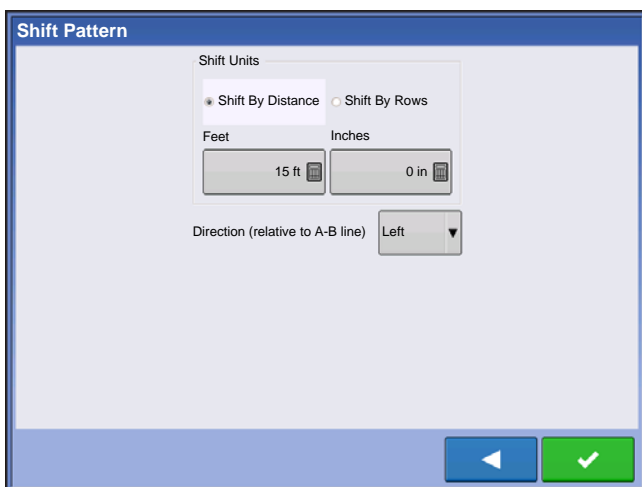 Shift Pattern
Shift Units
Shift By Distance Shift By Rows
Feet Inches
15 ft 0 in
Direction (relative to A-B line) Left